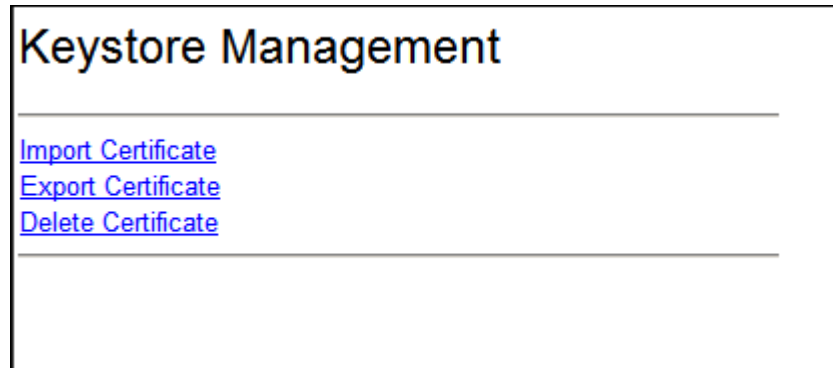 Keystore Management
Import Certificate
Export Certificate
Delete Certificate